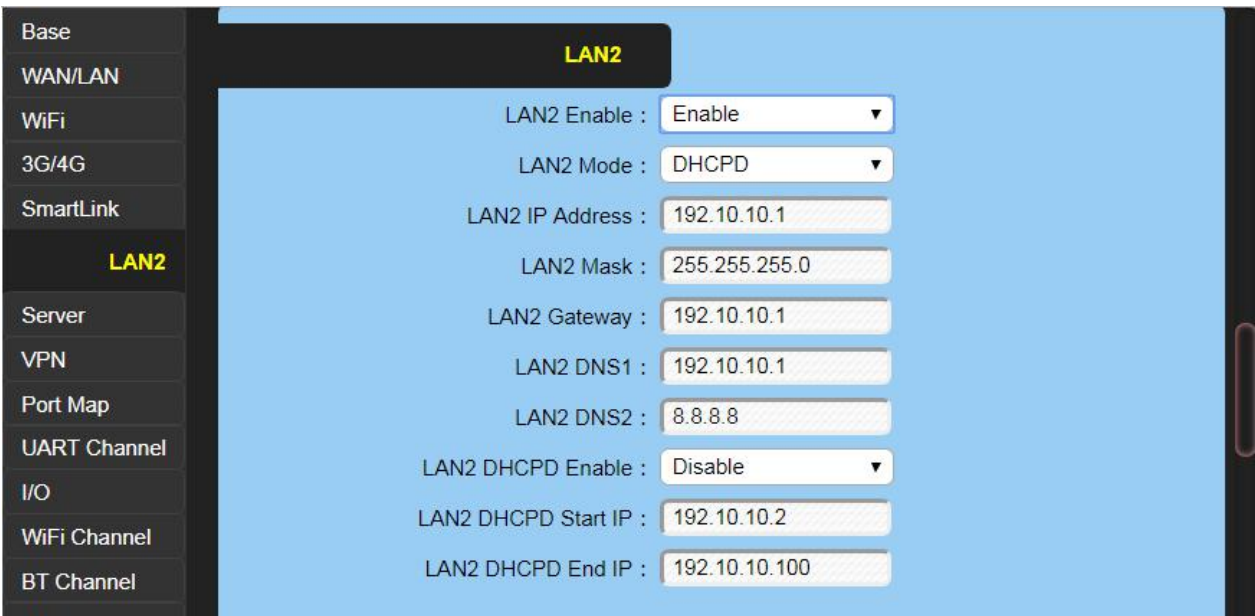 Base
WAN/LAN
WiFi
3G/4G
SmartLink
LAN2
Server
VPN
Port Map
UART Channel
I/O
WiFi Channel
BT Channel
LAN2
LAN2 Enable : Enable
LAN2 Mode : DHCPD
LAN2 IP Address : 192.10.10.1
LAN2 Mask : 255.255.255.0
LAN2 Gateway : 192.10.10.1
LAN2 DNS1 : 192.10.10.1
LAN2 DNS2 : 8.8.8.8
LAN2 DHCPD Enable : Disable
LAN2 DHCPD Start IP : 192.10.10.2
LAN2 DHCPD End IP : 192.10.10.100